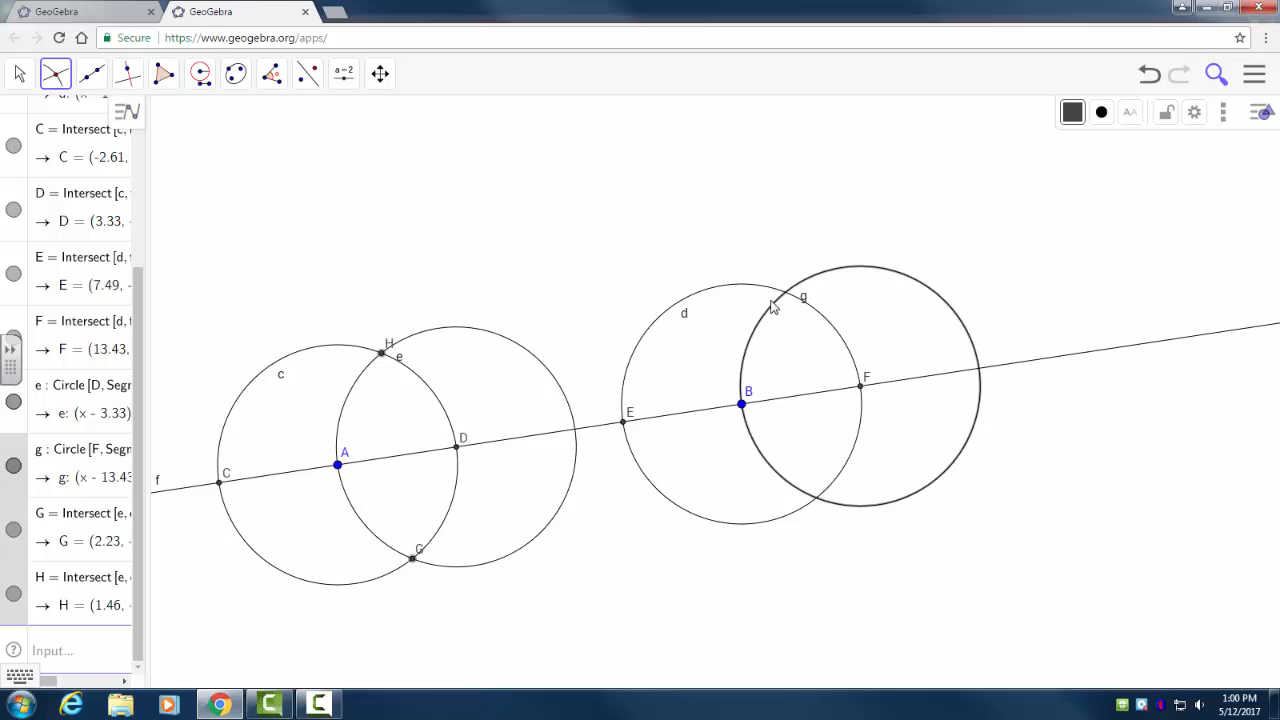 GeoGebra
GeoGebra
Secure
https://www.geogebra.org/apps/
a=2
AA
C = Intersect [c,
→ C = (-2.61,
D = Intersect [c,
→ D = (3.33, -
E = Intersect [d,
→ E = (7.49, -
F = Intersect [d,
→ F = (13.43,
e : Circle [D, Segr
→ e: (x - 3.33)
g : Circle [F, Segr
→ g: (x - 13.43
G = Intersect [e,
→ G = (2.23, -
H = Intersect [e,
→ H = (1.46, -
Input...
g
d
H
e
c
F
B
E
D
A
C
f
G
1:00 PM
5/12/2017